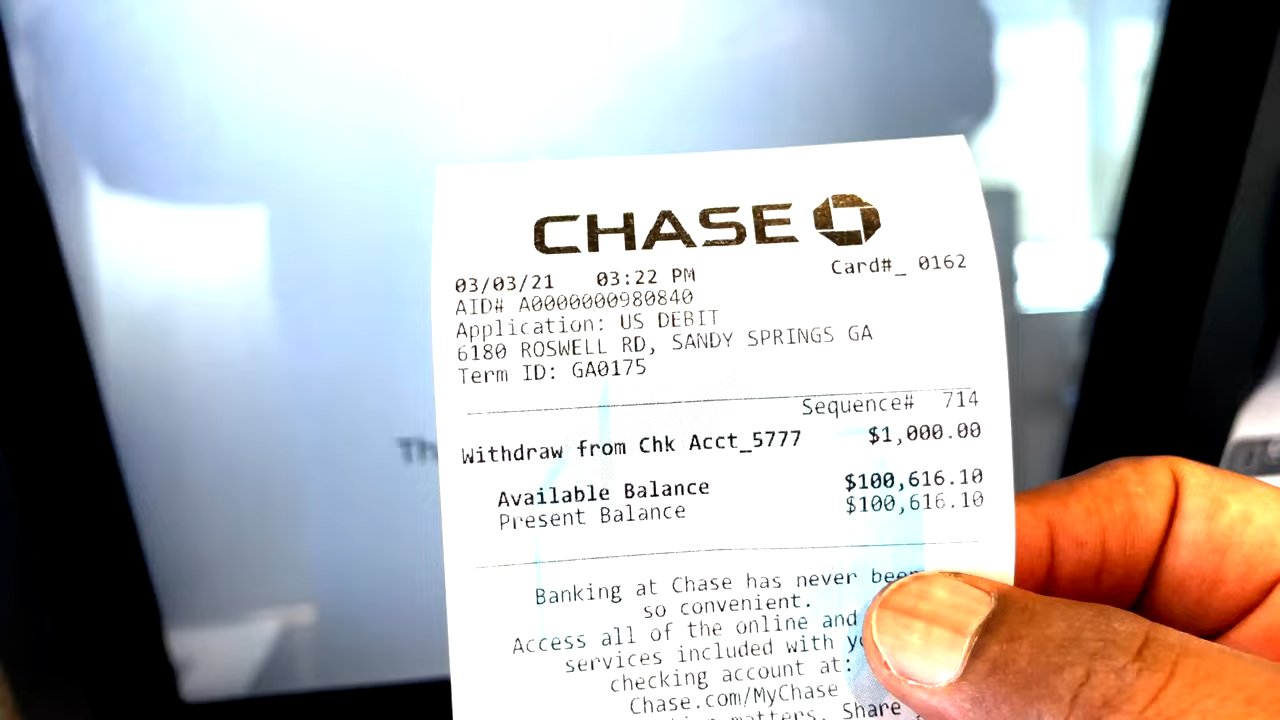 CHASE
03/03/21 03:22 PM Card#_ 0162
AID# A0000000980840
Application: US DEBIT
6180 ROSWELL RD, SANDY SPRINGS GA
Term ID: GA0175
Sequence# 714
Withdraw from Chk Acct_5777 $1,000.00
Available Balance $100,616.10
Present Balance $100,616.10
Banking at Chase has never been
so convenient.
Access all of the online and
services included with
checking account at:
Chase.com/MyChase
matters. Share